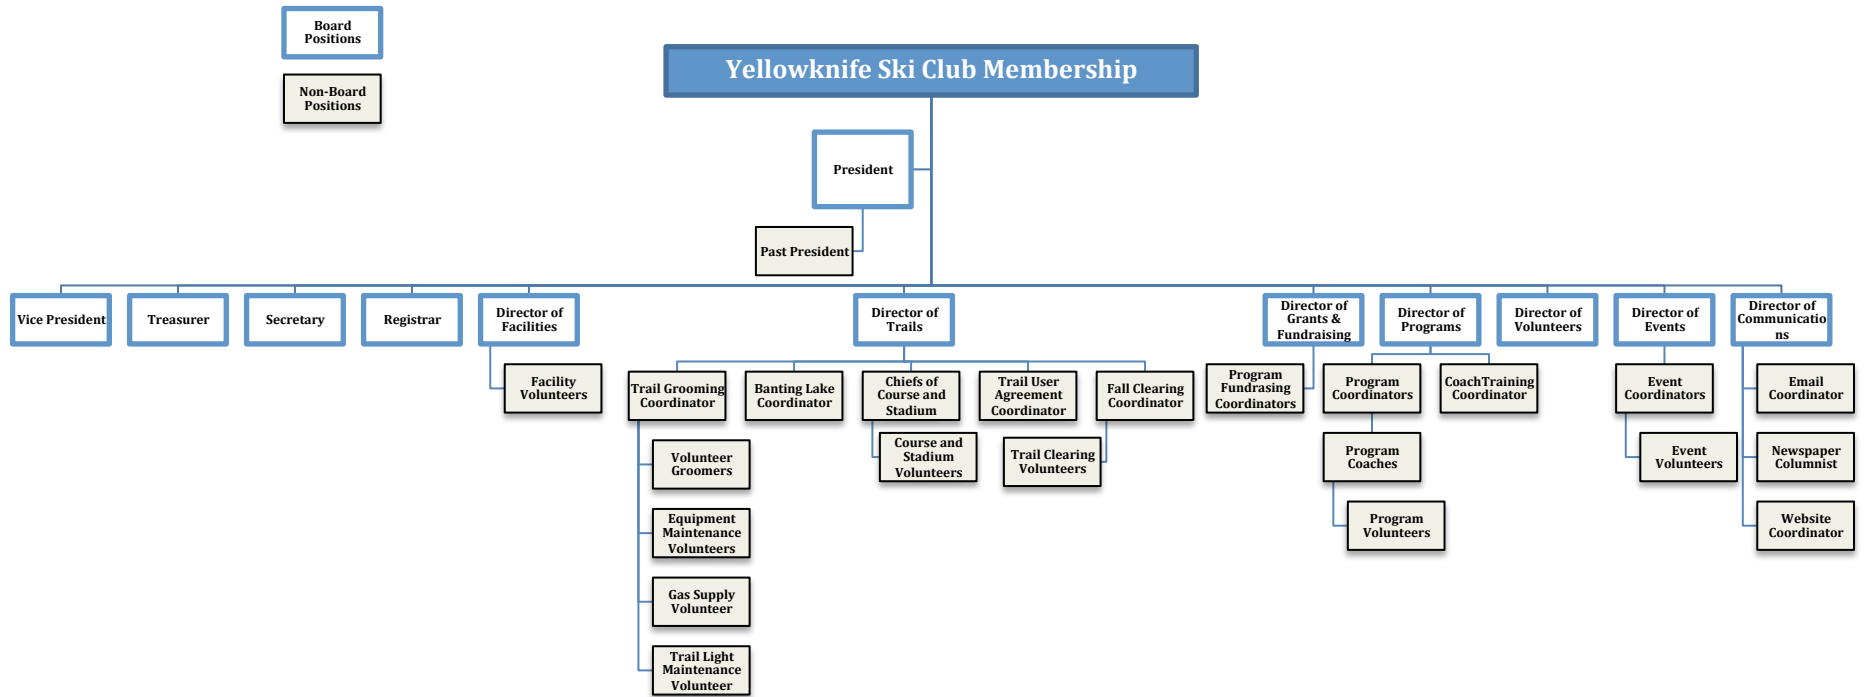 Board
Positions
Non-Board
Positions
Yellowknife Ski Club Membership
President
Past President
Vice President
Treasurer
Secretary
Registrar
Director of
Facilities
Director of
Trails
Director of
Grants &
Fundraising
Director of
Programs
Director of
Volunteers
Director of
Events
Director of
Communicatio
ns
Facility
Volunteers
Trail Grooming
Coordinator
Banting Lake
Coordinator
Chiefs of
Course and
Stadium
Trail User
Agreement
Coordinator
Fall Clearing
Coordinator
Program
Fundrasing
Coordinators
Program
Coordinators
CoachTraining
Coordinator
Event
Coordinators
Email
Coordinator
Volunteer
Groomers
Course and
Stadium
Volunteers
Trail Clearing
Volunteers
Program
Coaches
Event
Volunteers
Newspaper
Columnist
Equipment
Maintenance
Volunteers
Program
Volunteers
Website
Coordinator
Gas Supply
Volunteer
Trail Light
Maintenance
Volunteer